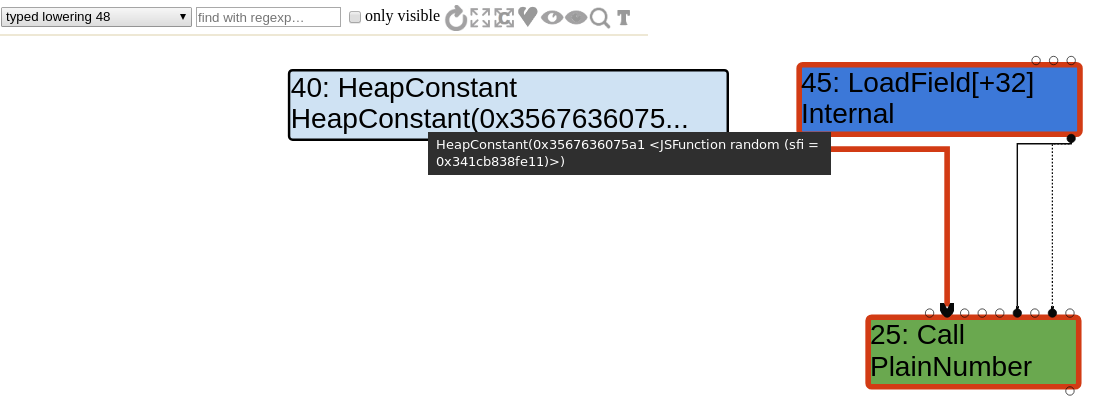 typed lowering 48
find with regexp…
only visible
T
40: HeapConstant
HeapConstant(0x3567636075...
45: LoadField[+32]
Internal
HeapConstant(0x3567636075a1 <JSFunction random (sfi =
0x341cb838fe11)>)
25: Call
PlainNumber